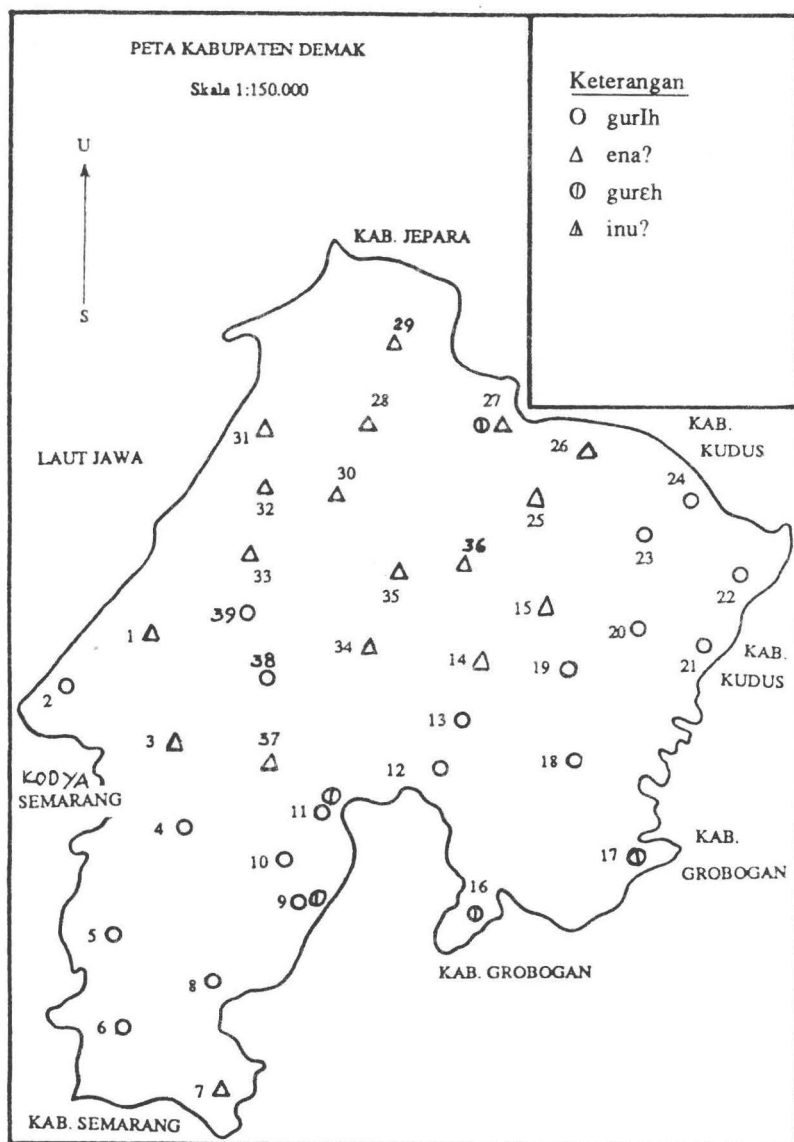 PETA KABUPATEN DEMAK
Skala 1:150.000
Keterangan
gurIh
ena?
gurɛh
inu?
U
S
KAB. JEPARA
29
28
27
31
26
KAB.
KUDUS
LAUT JAWA
24
32
30
25
23
36
33
35
22
39
15
1
20
34
14
21
KAB.
KUDUS
38
19
2
13
3
37
12
18
KODYA
SEMARANG
11
4
KAB.
GROBOGAN
10
17
16
9
5
KAB. GROBOGAN
8
6
7
KAB. SEMARANG